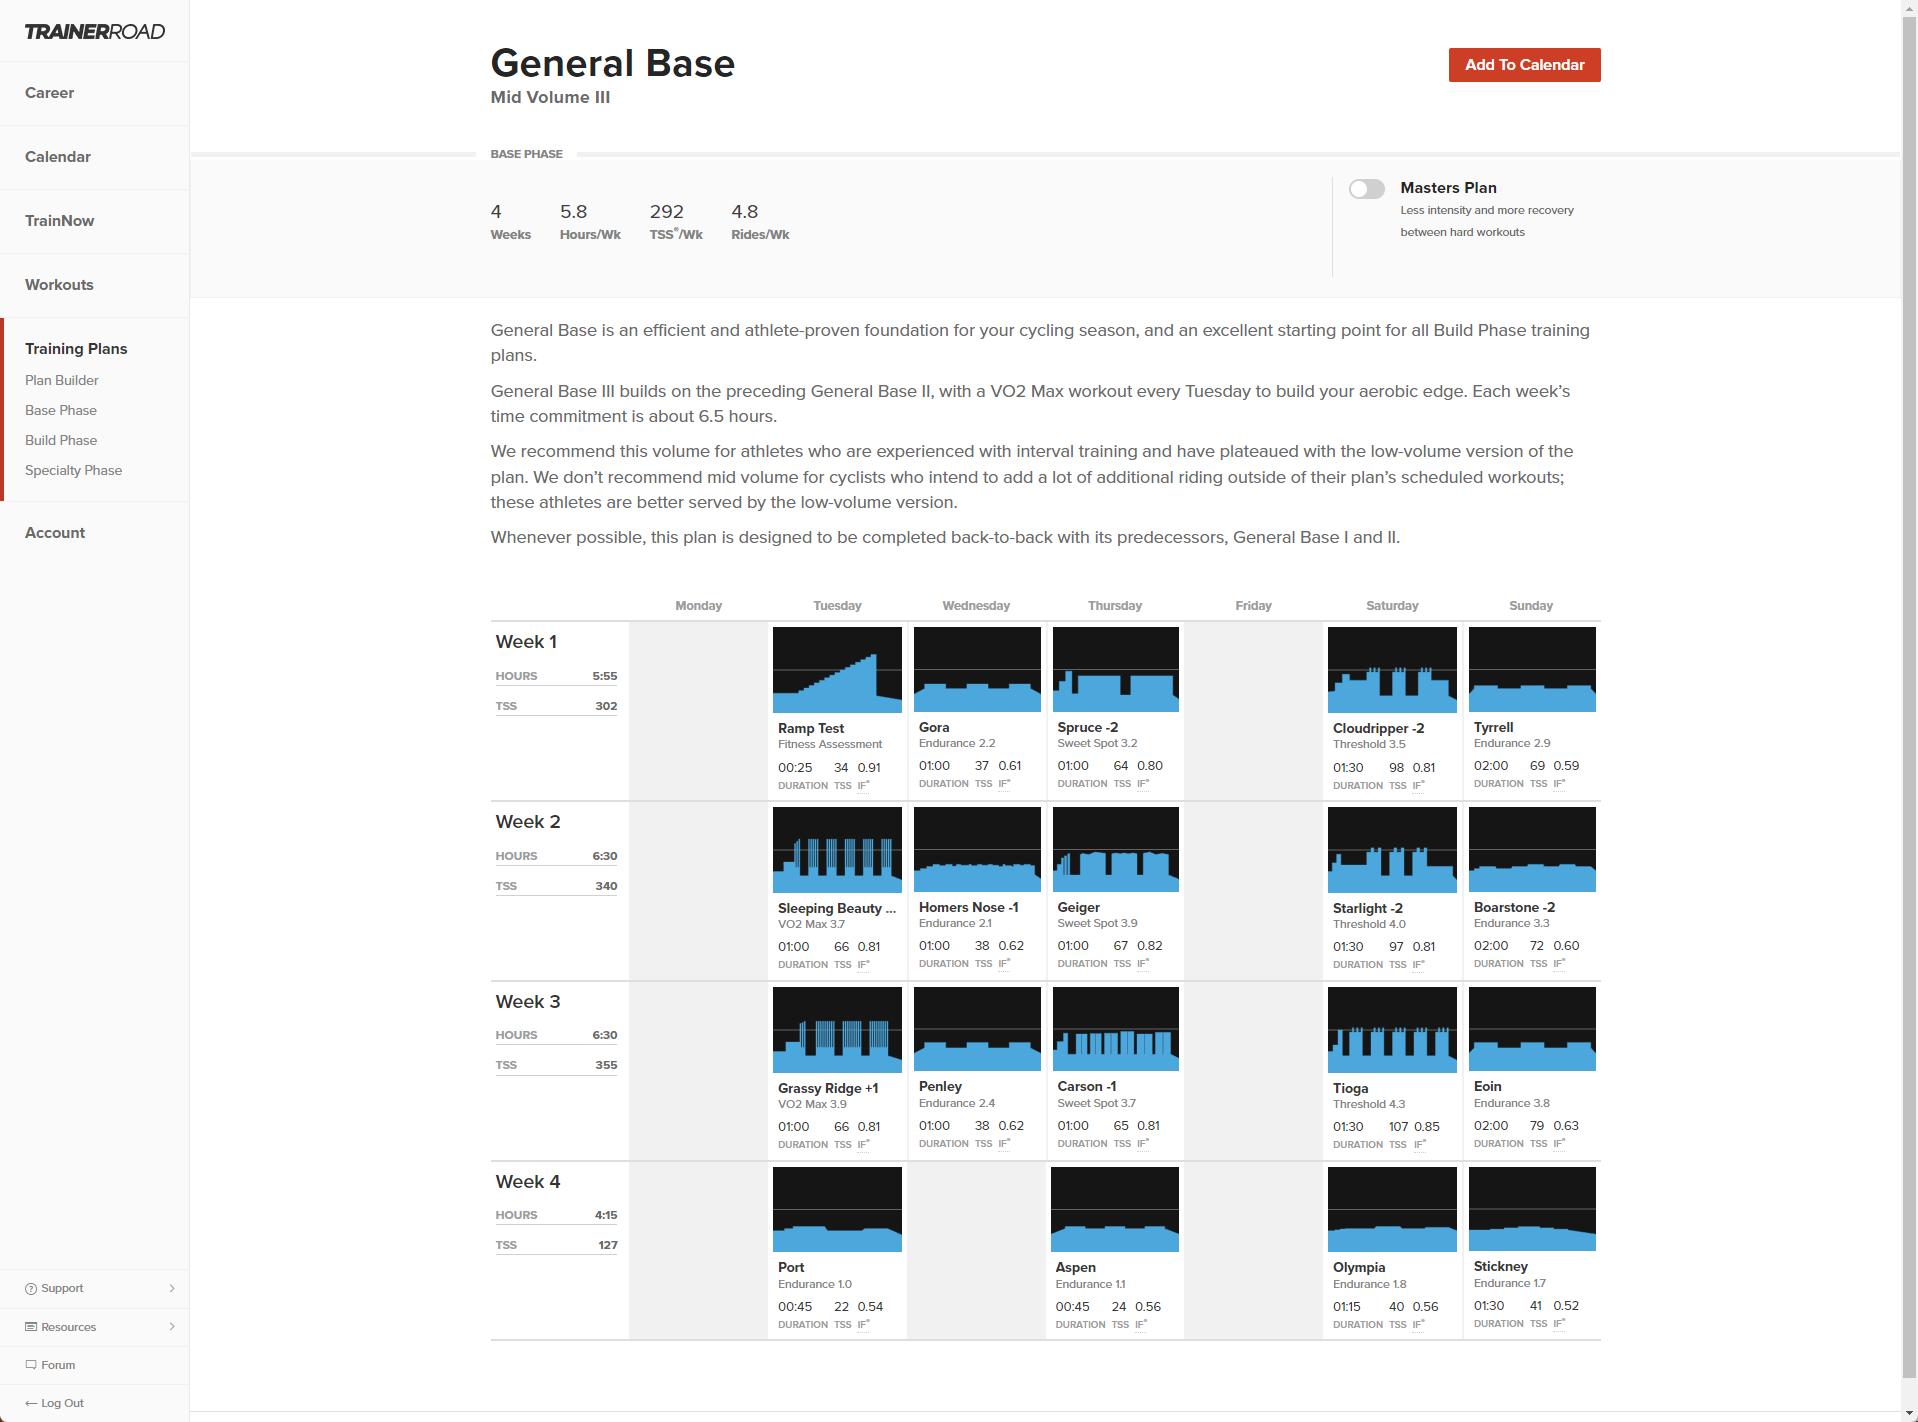 TRAINERROAD
Career
Calendar
TrainNow
Workouts
Training Plans
Plan Builder
Base Phase
Build Phase
Specialty Phase
Account
Support
Resources
Forum
Log Out
General Base
Mid Volume III
Add To Calendar
BASE PHASE
4 5.8 292 4.8
Weeks Hours/Wk TSS®/Wk Rides/Wk
Masters Plan
Less intensity and more recovery
between hard workouts
General Base is an efficient and athlete-proven foundation for your cycling season, and an excellent starting point for all Build Phase training
plans.
General Base III builds on the preceding General Base II, with a VO2 Max workout every Tuesday to build your aerobic edge. Each week’s
time commitment is about 6.5 hours.
We recommend this volume for athletes who are experienced with interval training and have plateaued with the low-volume version of the
plan. We don’t recommend mid volume for cyclists who intend to add a lot of additional riding outside of their plan’s scheduled workouts;
these athletes are better served by the low-volume version.
Whenever possible, this plan is designed to be completed back-to-back with its predecessors, General Base I and II.
Monday Tuesday Wednesday Thursday Friday Saturday Sunday
Week 1
HOURS 5:55
TSS 302
Ramp Test
Fitness Assessment
00:25 34 0.91
DURATION TSS IF®
Gora
Endurance 2.2
01:00 37 0.61
DURATION TSS IF®
Spruce -2
Sweet Spot 3.2
01:00 64 0.80
DURATION TSS IF®
Cloudripper -2
Threshold 3.5
01:30 98 0.81
DURATION TSS IF®
Tyrrell
Endurance 2.9
02:00 69 0.59
DURATION TSS IF®
Week 2
HOURS 6:30
TSS 340
Sleeping Beauty ...
VO2 Max 3.7
01:00 66 0.81
DURATION TSS IF®
Homers Nose -1
Endurance 2.1
01:00 38 0.62
DURATION TSS IF®
Geiger
Sweet Spot 3.9
01:00 67 0.82
DURATION TSS IF®
Starlight -2
Threshold 4.0
01:30 97 0.81
DURATION TSS IF®
Boarstone -2
Endurance 3.3
02:00 72 0.60
DURATION TSS IF®
Week 3
HOURS 6:30
TSS 355
Grassy Ridge +1
VO2 Max 3.9
01:00 66 0.81
DURATION TSS IF®
Penley
Endurance 2.4
01:00 38 0.62
DURATION TSS IF®
Carson -1
Sweet Spot 3.7
01:00 65 0.81
DURATION TSS IF®
Tioga
Threshold 4.3
01:30 107 0.85
DURATION TSS IF®
Eoin
Endurance 3.8
02:00 79 0.63
DURATION TSS IF®
Week 4
HOURS 4:15
TSS 127
Port
Endurance 1.0
00:45 22 0.54
DURATION TSS IF®
Aspen
Endurance 1.1
00:45 24 0.56
DURATION TSS IF®
Olympia
Endurance 1.8
01:15 40 0.56
DURATION TSS IF®
Stickney
Endurance 1.7
01:30 41 0.52
DURATION TSS IF®